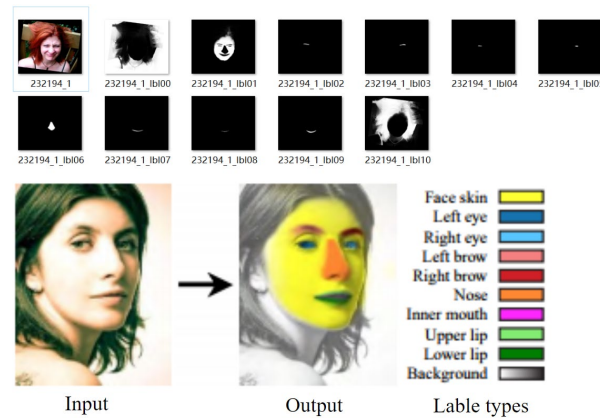 232194_1
232194_1_lbl00
232194_1_lbl01
232194_1_lbl02
232194_1_lbl03
232194_1_lbl04
232194_1_lbl05
232194_1_lbl06
232194_1_lbl07
232194_1_lbl08
232194_1_lbl09
232194_1_lbl10
Face skin
Left eye
Right eye
Left brow
Right brow
Nose
Inner mouth
Upper lip
Lower lip
Background
Input
Output
Lable types